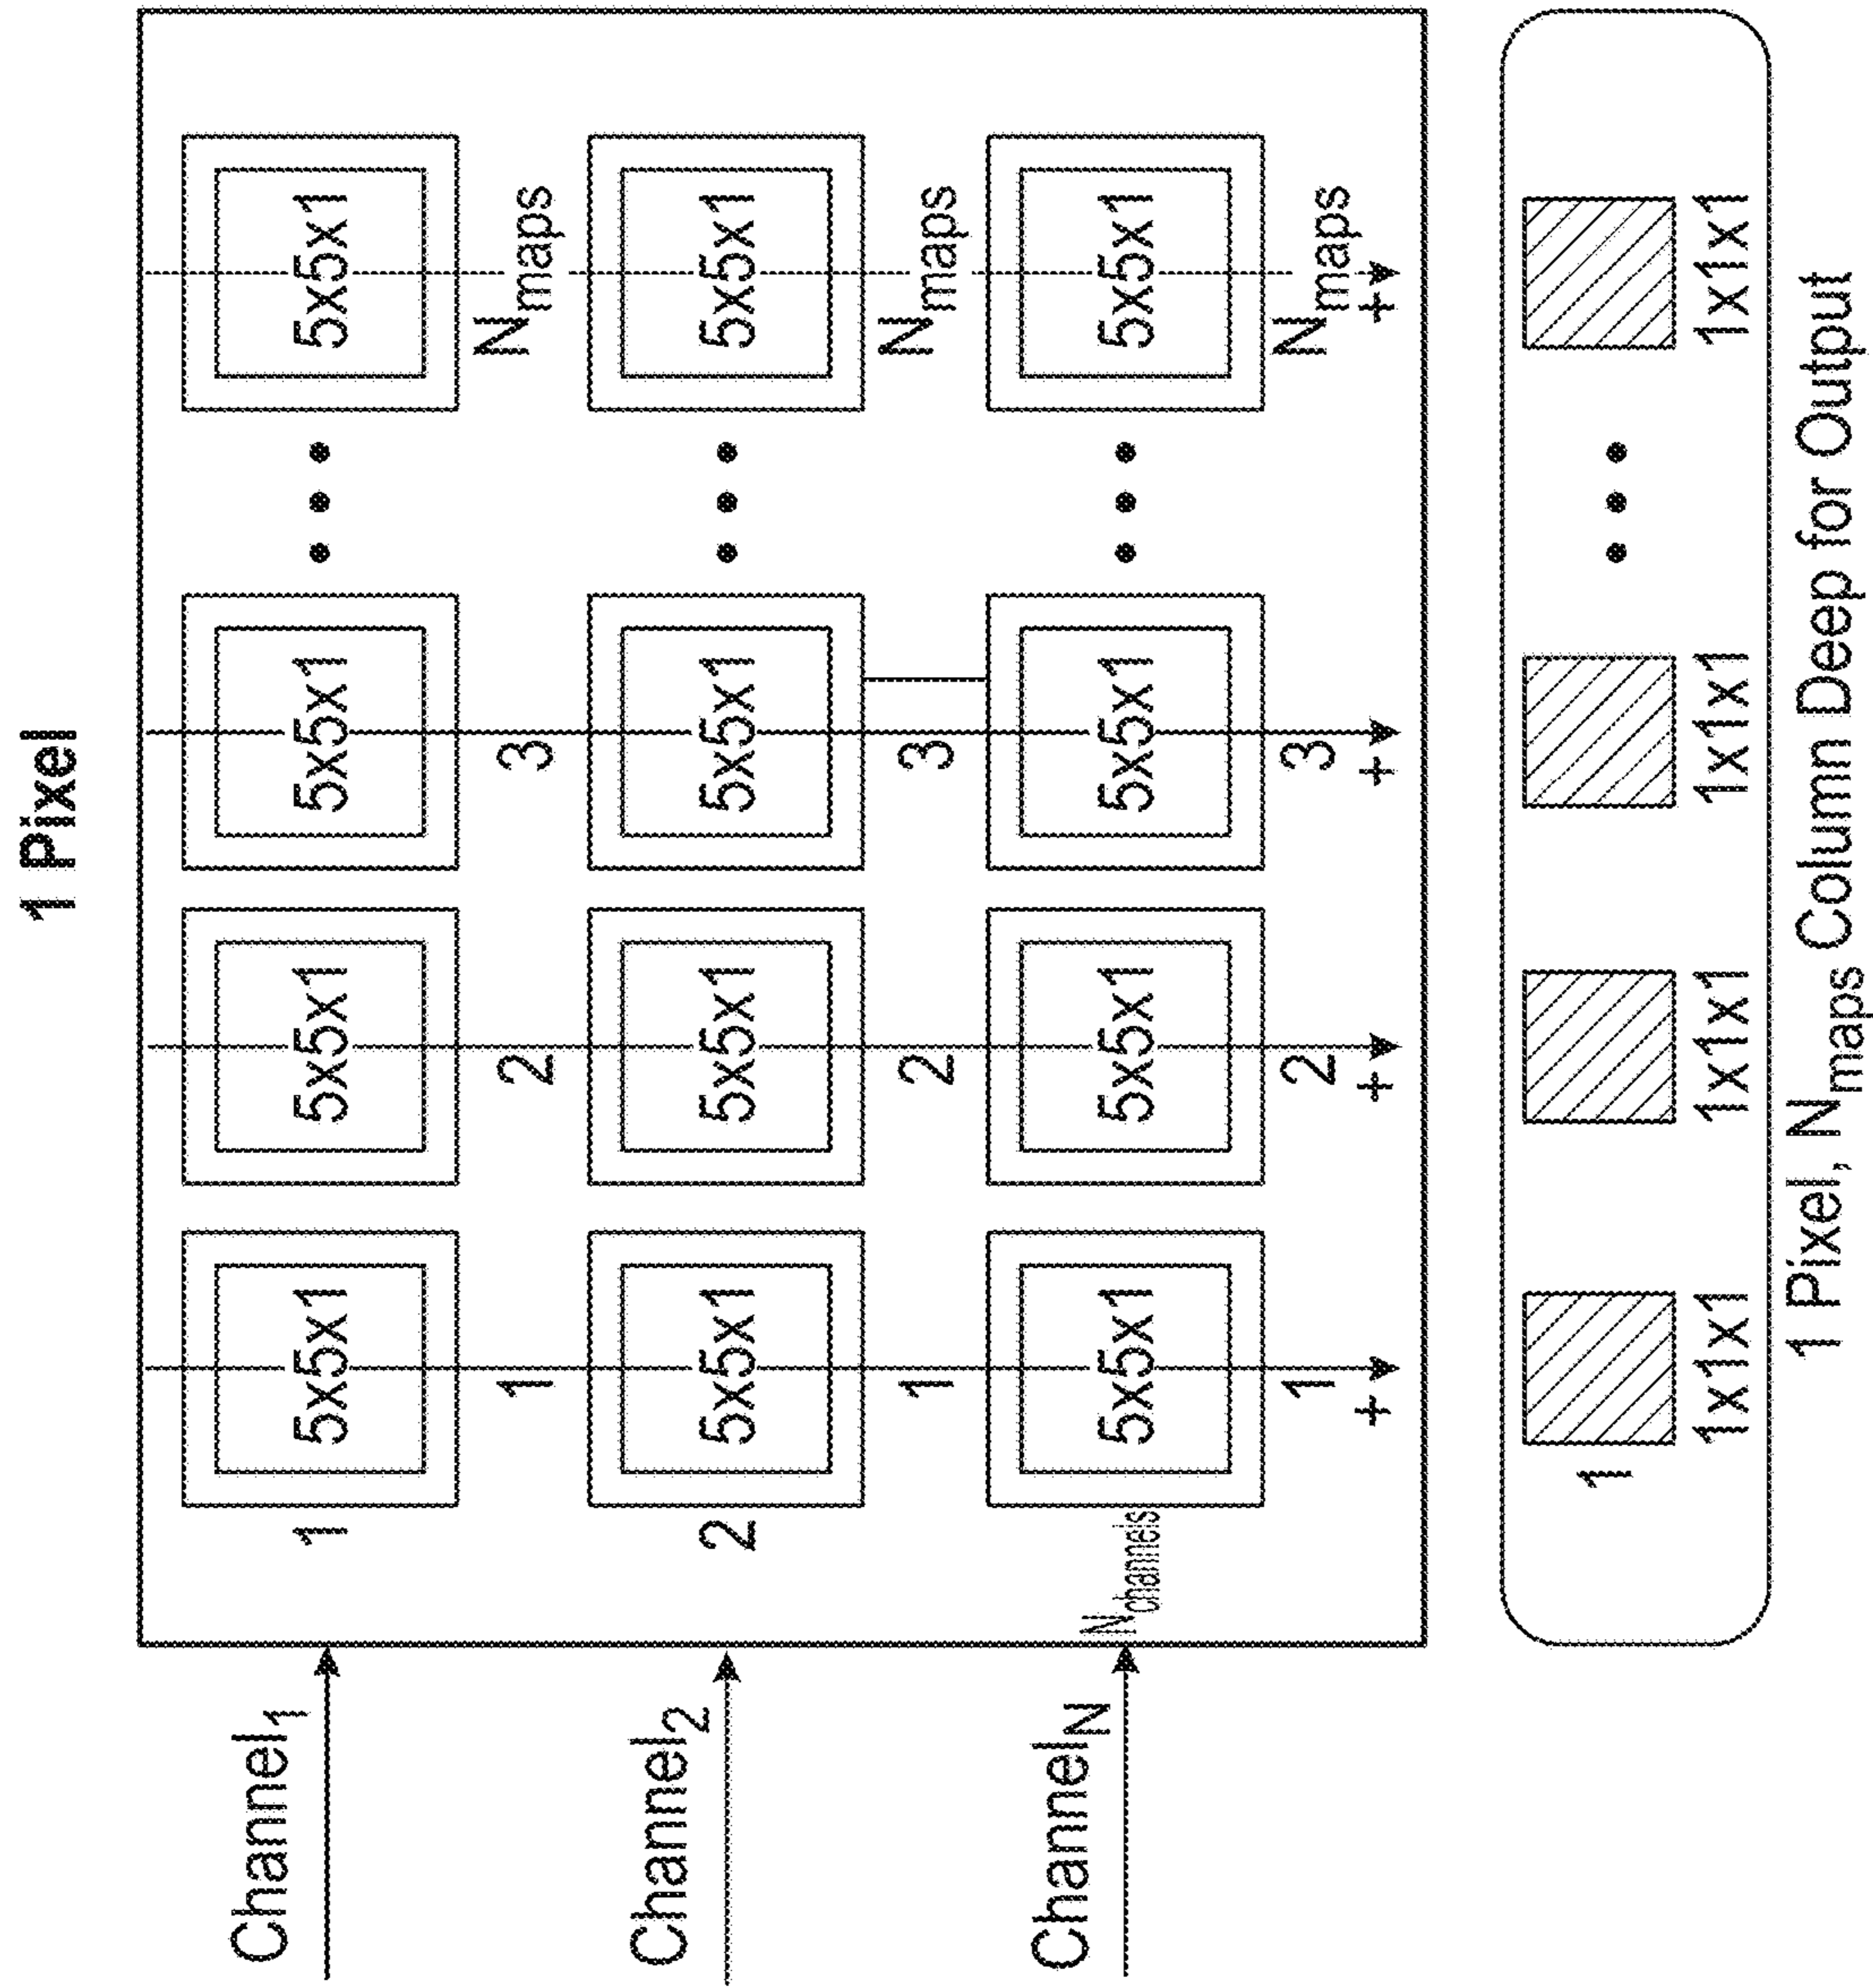 1 Pixel
Channel1
1
5x5x1 5x5x1 5x5x1 • • • 5x5x1
1 2 3 Nmaps
Channel2
2
5x5x1 5x5x1 5x5x1 • • • 5x5x1
1 2 3 Nmaps
ChannelN
Nchannels
5x5x1 5x5x1 5x5x1 • • • 5x5x1
1 2 3 Nmaps
+ + + +
1 • • •
1x1x1 1x1x1 1x1x1 1x1x1
1 Pixel, Nmaps Column Deep for Output